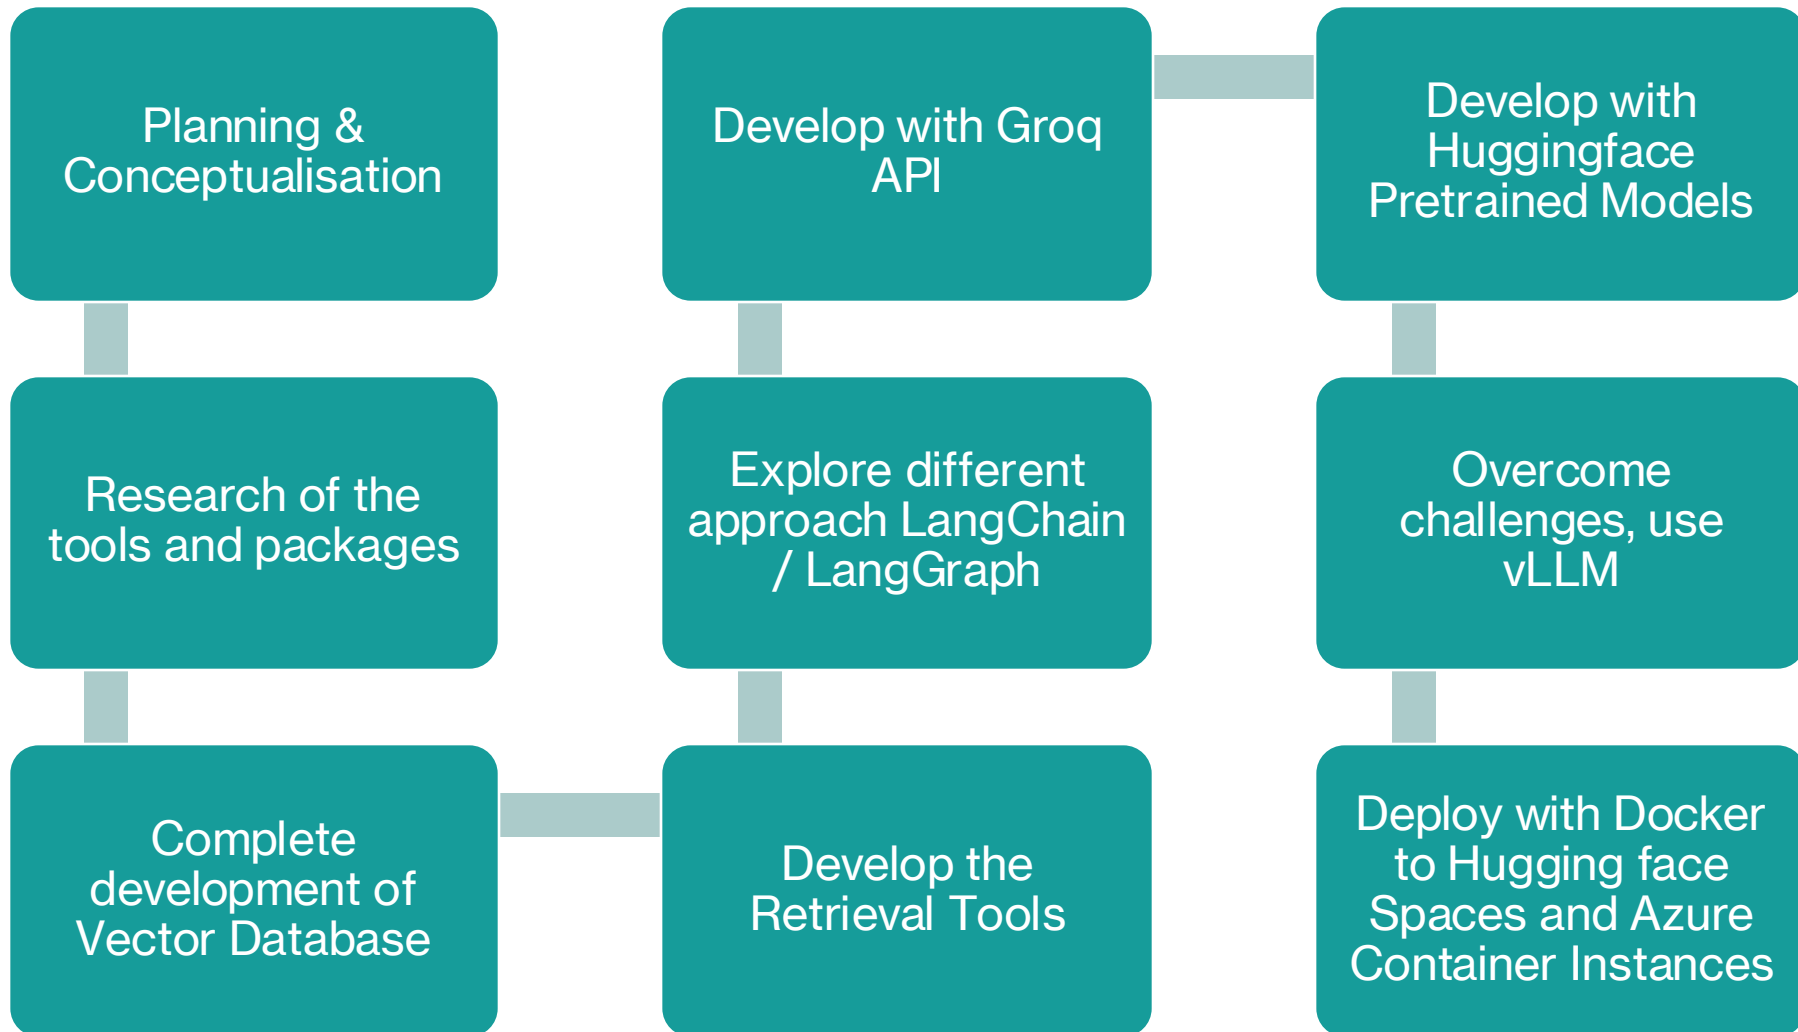 Planning &
Conceptualisation
Research of the
tools and packages
Complete
development of
Vector Database
Develop the
Retrieval Tools
Explore different
approach LangChain
/ LangGraph
Develop with Groq
API
Develop with
Huggingface
Pretrained Models
Overcome
challenges, use
vLLM
Deploy with Docker
to Hugging face
Spaces and Azure
Container Instances